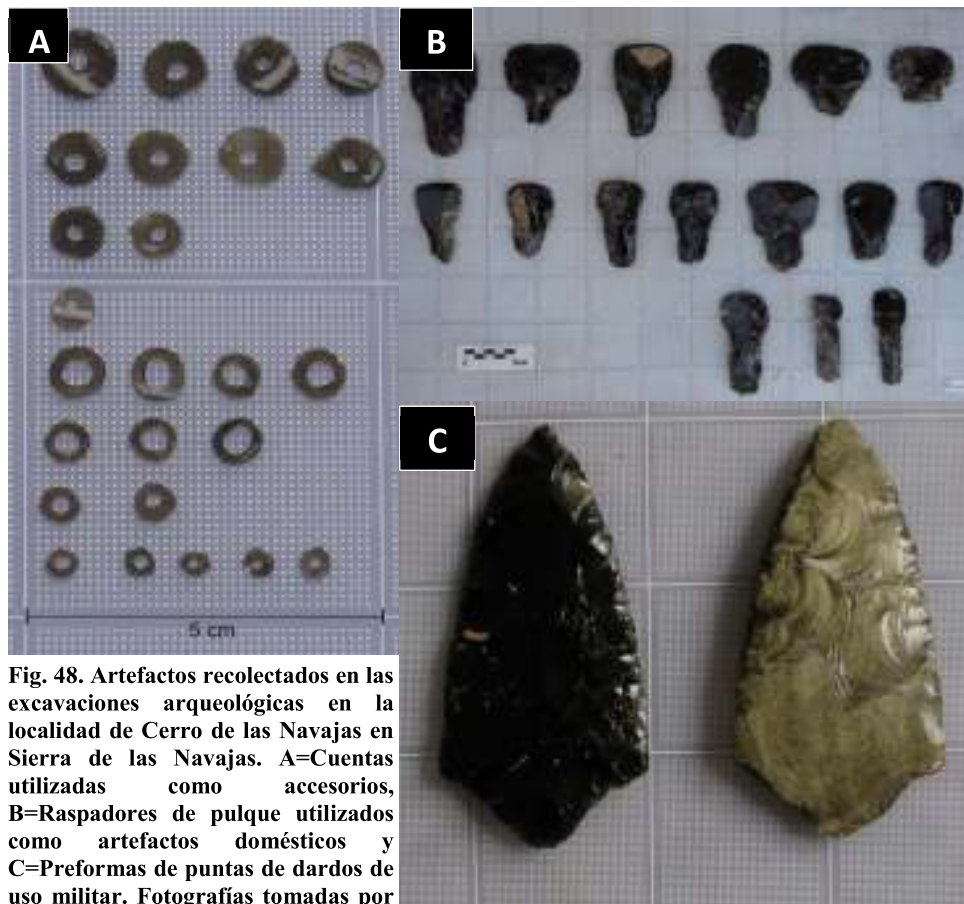 A
B
C
5 cm
Fig. 48. Artefactos recolectados en las
excavaciones arqueológicas en la
localidad de Cerro de las Navajas en
Sierra de las Navajas. A=Cuentas
utilizadas como accesorios,
B=Raspadores de pulque utilizados
como artefactos domésticos y
C=Preformas de puntas de dardos de
uso militar. Fotografías tomadas por